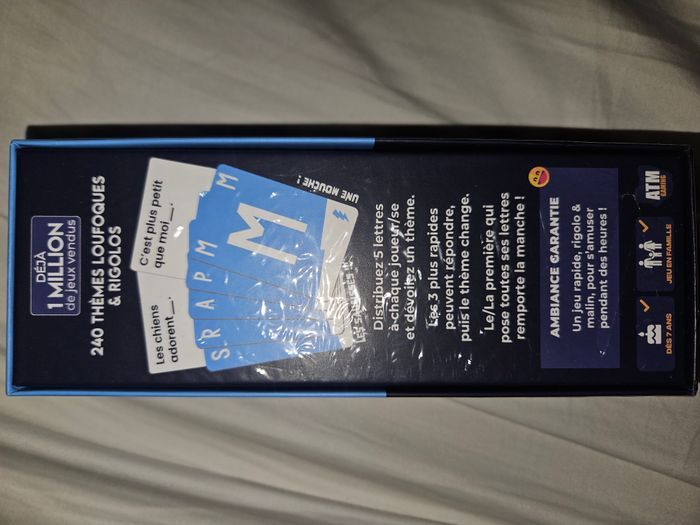 DÉJÀ
1 MILLION
de jeux vendus
240 THÈMES LOUFOQUES
& RIGOLOS
C'est plus petit
que moi__.
Les chiens
adorent__.
S R A P M M
M
UNE MOUCHE !
Distribuez 5 lettres
à chaque joueur/se
et dévoilez un thème.
Les 3 plus rapides
peuvent répondre,
puis le thème change.
Le/La première qui
pose toutes ses lettres
remporte la manche !
AMBIANCE GARANTIE
Un jeu rapide, rigolo &
malin, pour s'amuser
pendant des heures !
DÈS 7 ANS
JEU EN FAMILLE
ATM
GAMING